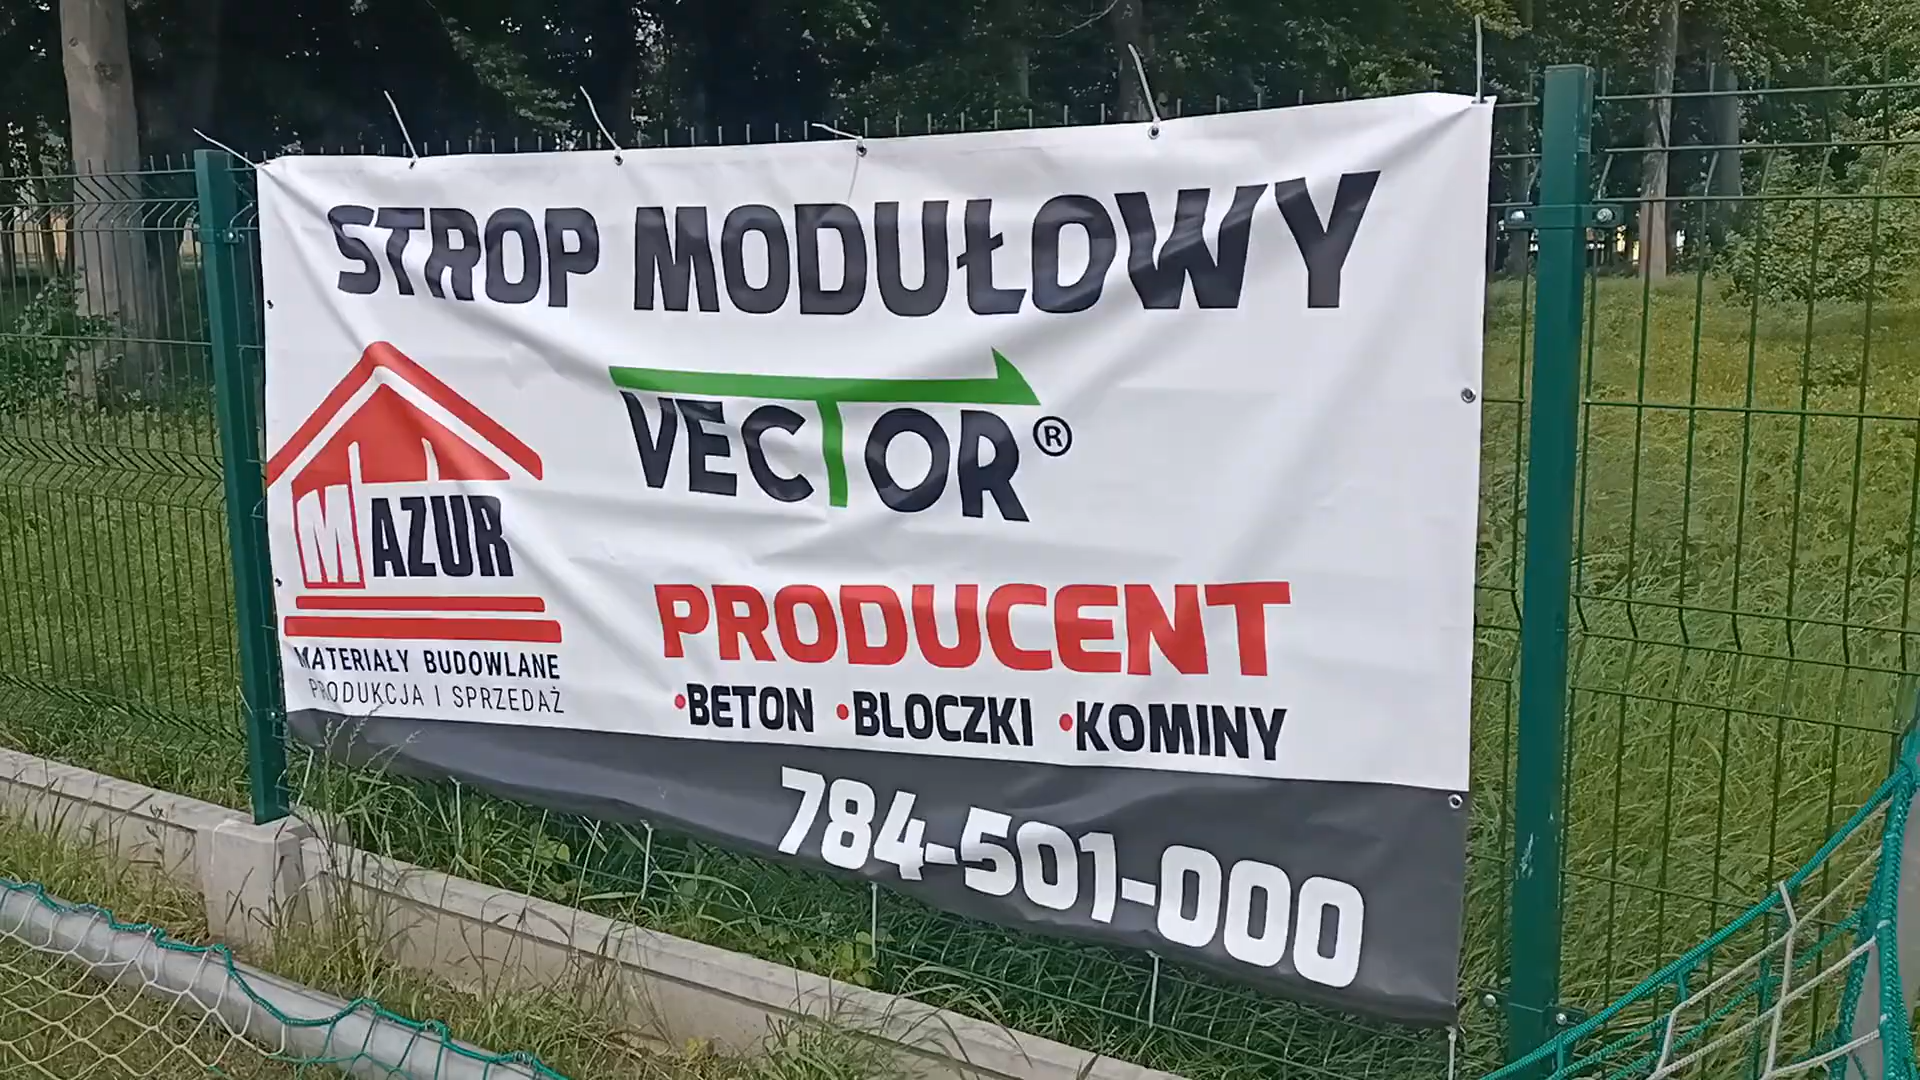 STROP MODUŁOWY
VECTOR®
MAZUR
MATERIAŁY BUDOWLANE
PRODUKCJA I SPRZEDAŻ
PRODUCENT
•BETON •BLOCZKI •KOMINY
784-501-000